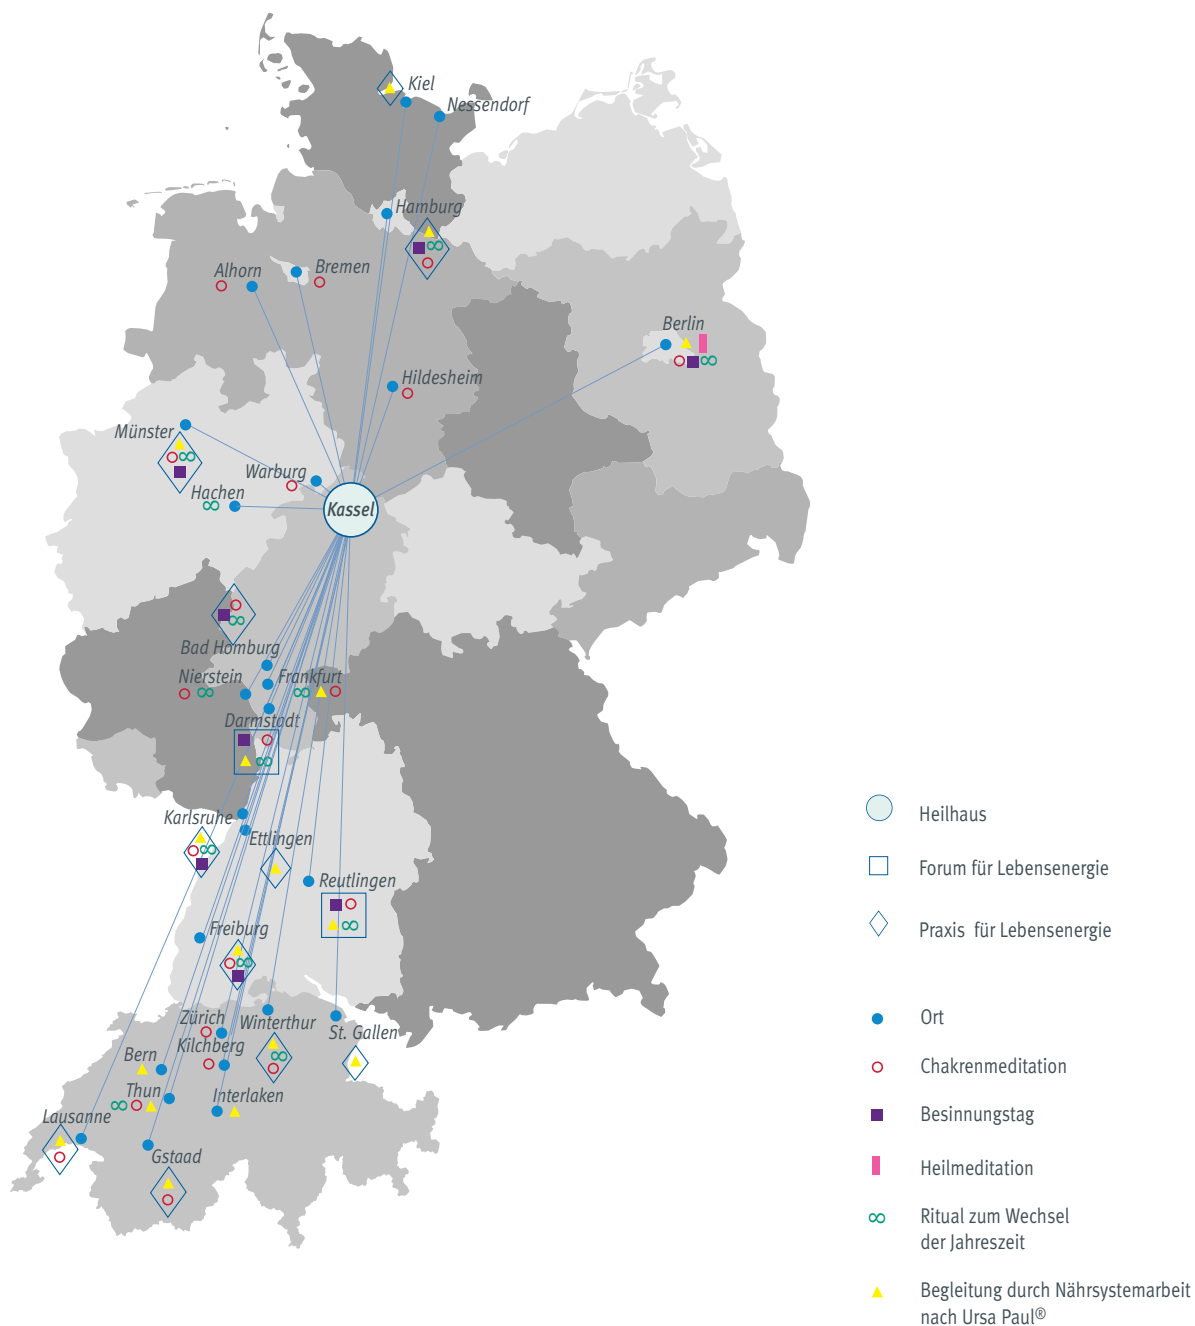 Kiel
Nessendorf
Hamburg
Alhorn
Bremen
Berlin
Hildesheim
Münster
Warburg
Hachen
Kassel
Bad Homburg
Nierstein
Frankfurt
Darmstadt
Karlsruhe
Ettlingen
Reutlingen
Freiburg
Zürich
Winterthur
St. Gallen
Kilchberg
Bern
Thun
Interlaken
Lausanne
Gstaad
Heilhaus
Forum für Lebensenergie
Praxis für Lebensenergie
Ort
Chakrenmeditation
Besinnungstag
Heilmeditation
Ritual zum Wechsel
der Jahreszeit
Begleitung durch Nährsystemarbeit
nach Ursa Paul®